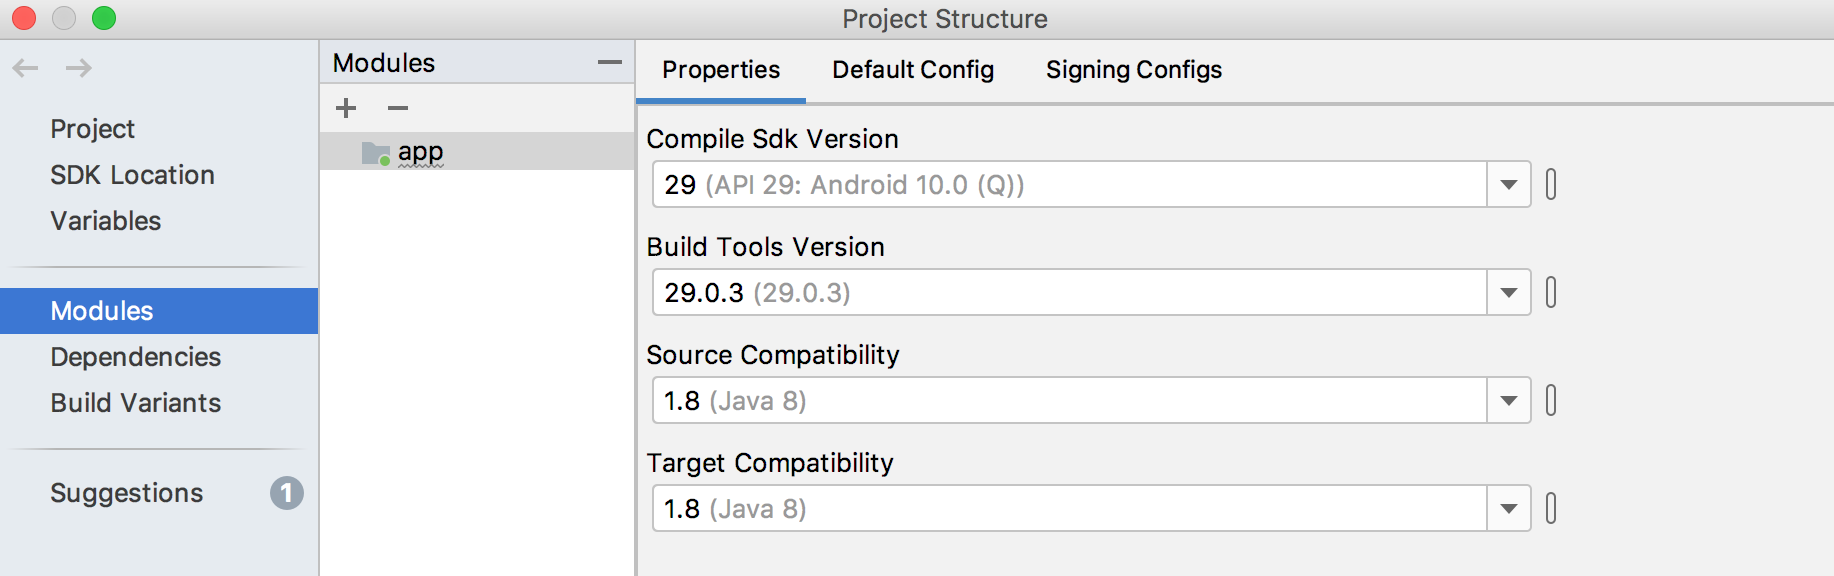 Project Structure
Project
SDK Location
Variables
Modules
Dependencies
Build Variants
Suggestions 1
Modules
app
Properties Default Config Signing Configs
Compile Sdk Version
29 (API 29: Android 10.0 (Q))
Build Tools Version
29.0.3 (29.0.3)
Source Compatibility
1.8 (Java 8)
Target Compatibility
1.8 (Java 8)